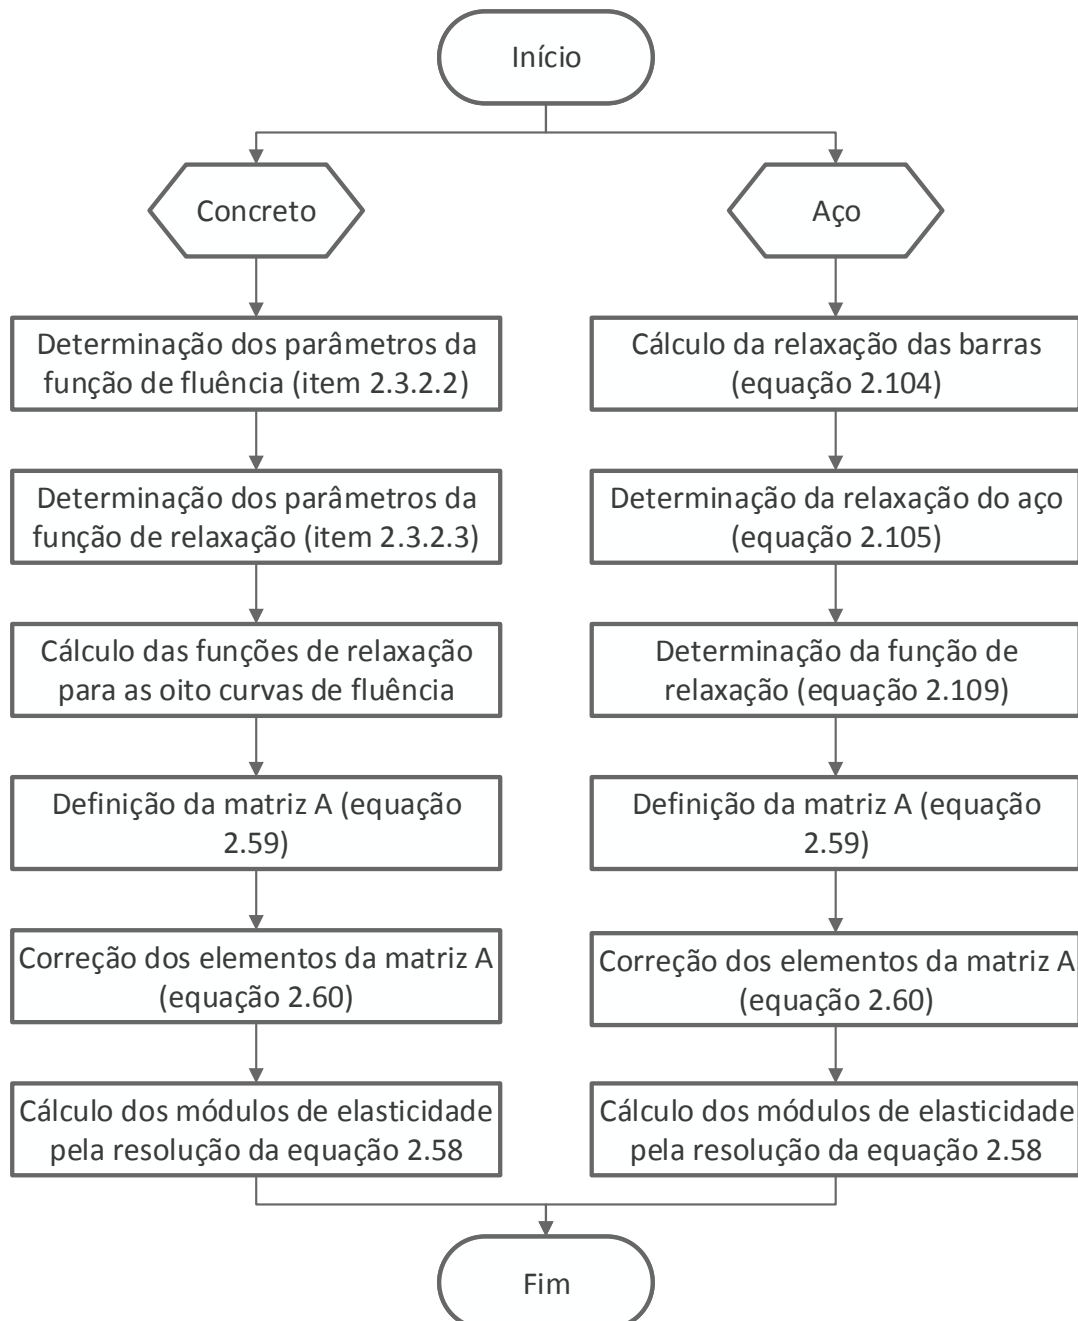 Início
Concreto
Aço
Determinação dos parâmetros da
função de fluência (item 2.3.2.2)
Cálculo da relaxação das barras
(equação 2.104)
Determinação dos parâmetros da
função de relaxação (item 2.3.2.3)
Determinação da relaxação do aço
(equação 2.105)
Cálculo das funções de relaxação
para as oito curvas de fluência
Determinação da função de
relaxação (equação 2.109)
Definição da matriz A (equação
2.59)
Definição da matriz A (equação
2.59)
Correção dos elementos da matriz A
(equação 2.60)
Correção dos elementos da matriz A
(equação 2.60)
Cálculo dos módulos de elasticidade
pela resolução da equação 2.58
Cálculo dos módulos de elasticidade
pela resolução da equação 2.58
Fim